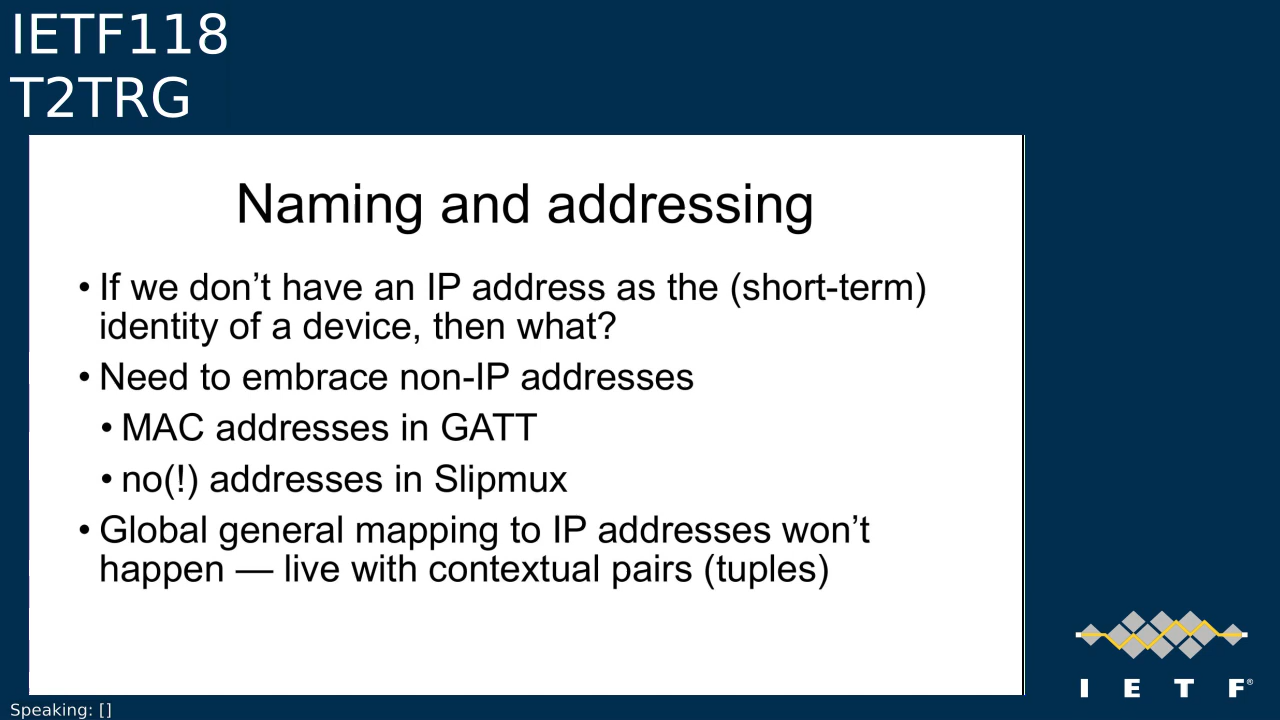 IETF118
T2TRG
Naming and addressing
• If we don’t have an IP address as the (short-term)
identity of a device, then what?
• Need to embrace non-IP addresses
• MAC addresses in GATT
• no(!) addresses in Slipmux
• Global general mapping to IP addresses won’t
happen — live with contextual pairs (tuples)
I E T F®
Speaking: []